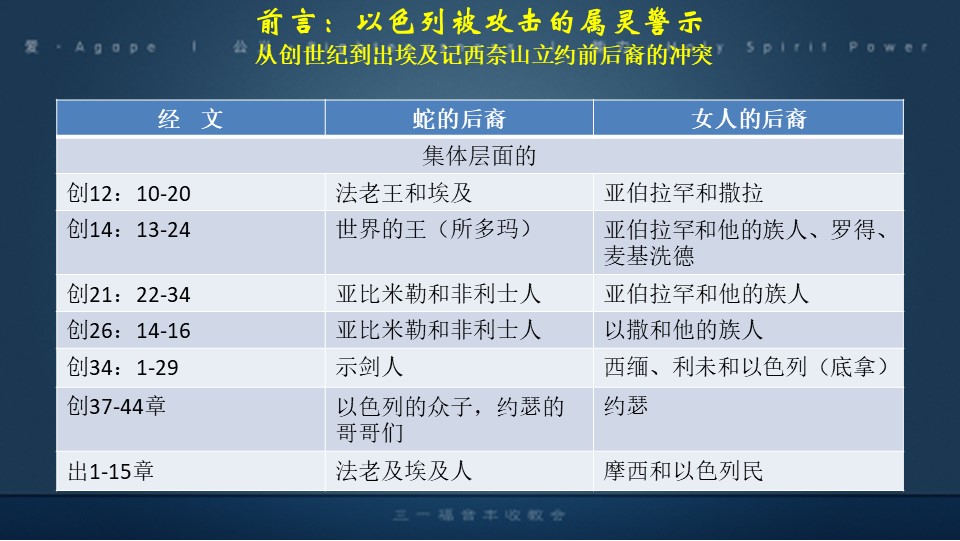 前言：以色列被攻击的属灵警示
爱 · Agape | 公
Spirit Power
从创世纪到出埃及记西奈山立约前后裔的冲突
经 文 蛇的后裔 女人的后裔
集体层面的
创12：10-20 法老王和埃及 亚伯拉罕和撒拉
创14：13-24 世界的王（所多玛） 亚伯拉罕和他的族人、罗得、
麦基洗德
创21：22-34 亚比米勒和非利士人 亚伯拉罕和他的族人
创26：14-16 亚比米勒和非利士人 以撒和他的族人
创34：1-29 示剑人 西缅、利未和以色列（底拿）
创37-44章 以色列的众子，约瑟的 约瑟
哥哥们
出1-15章 法老及埃及人 摩西和以色列民
三一福音丰收教会